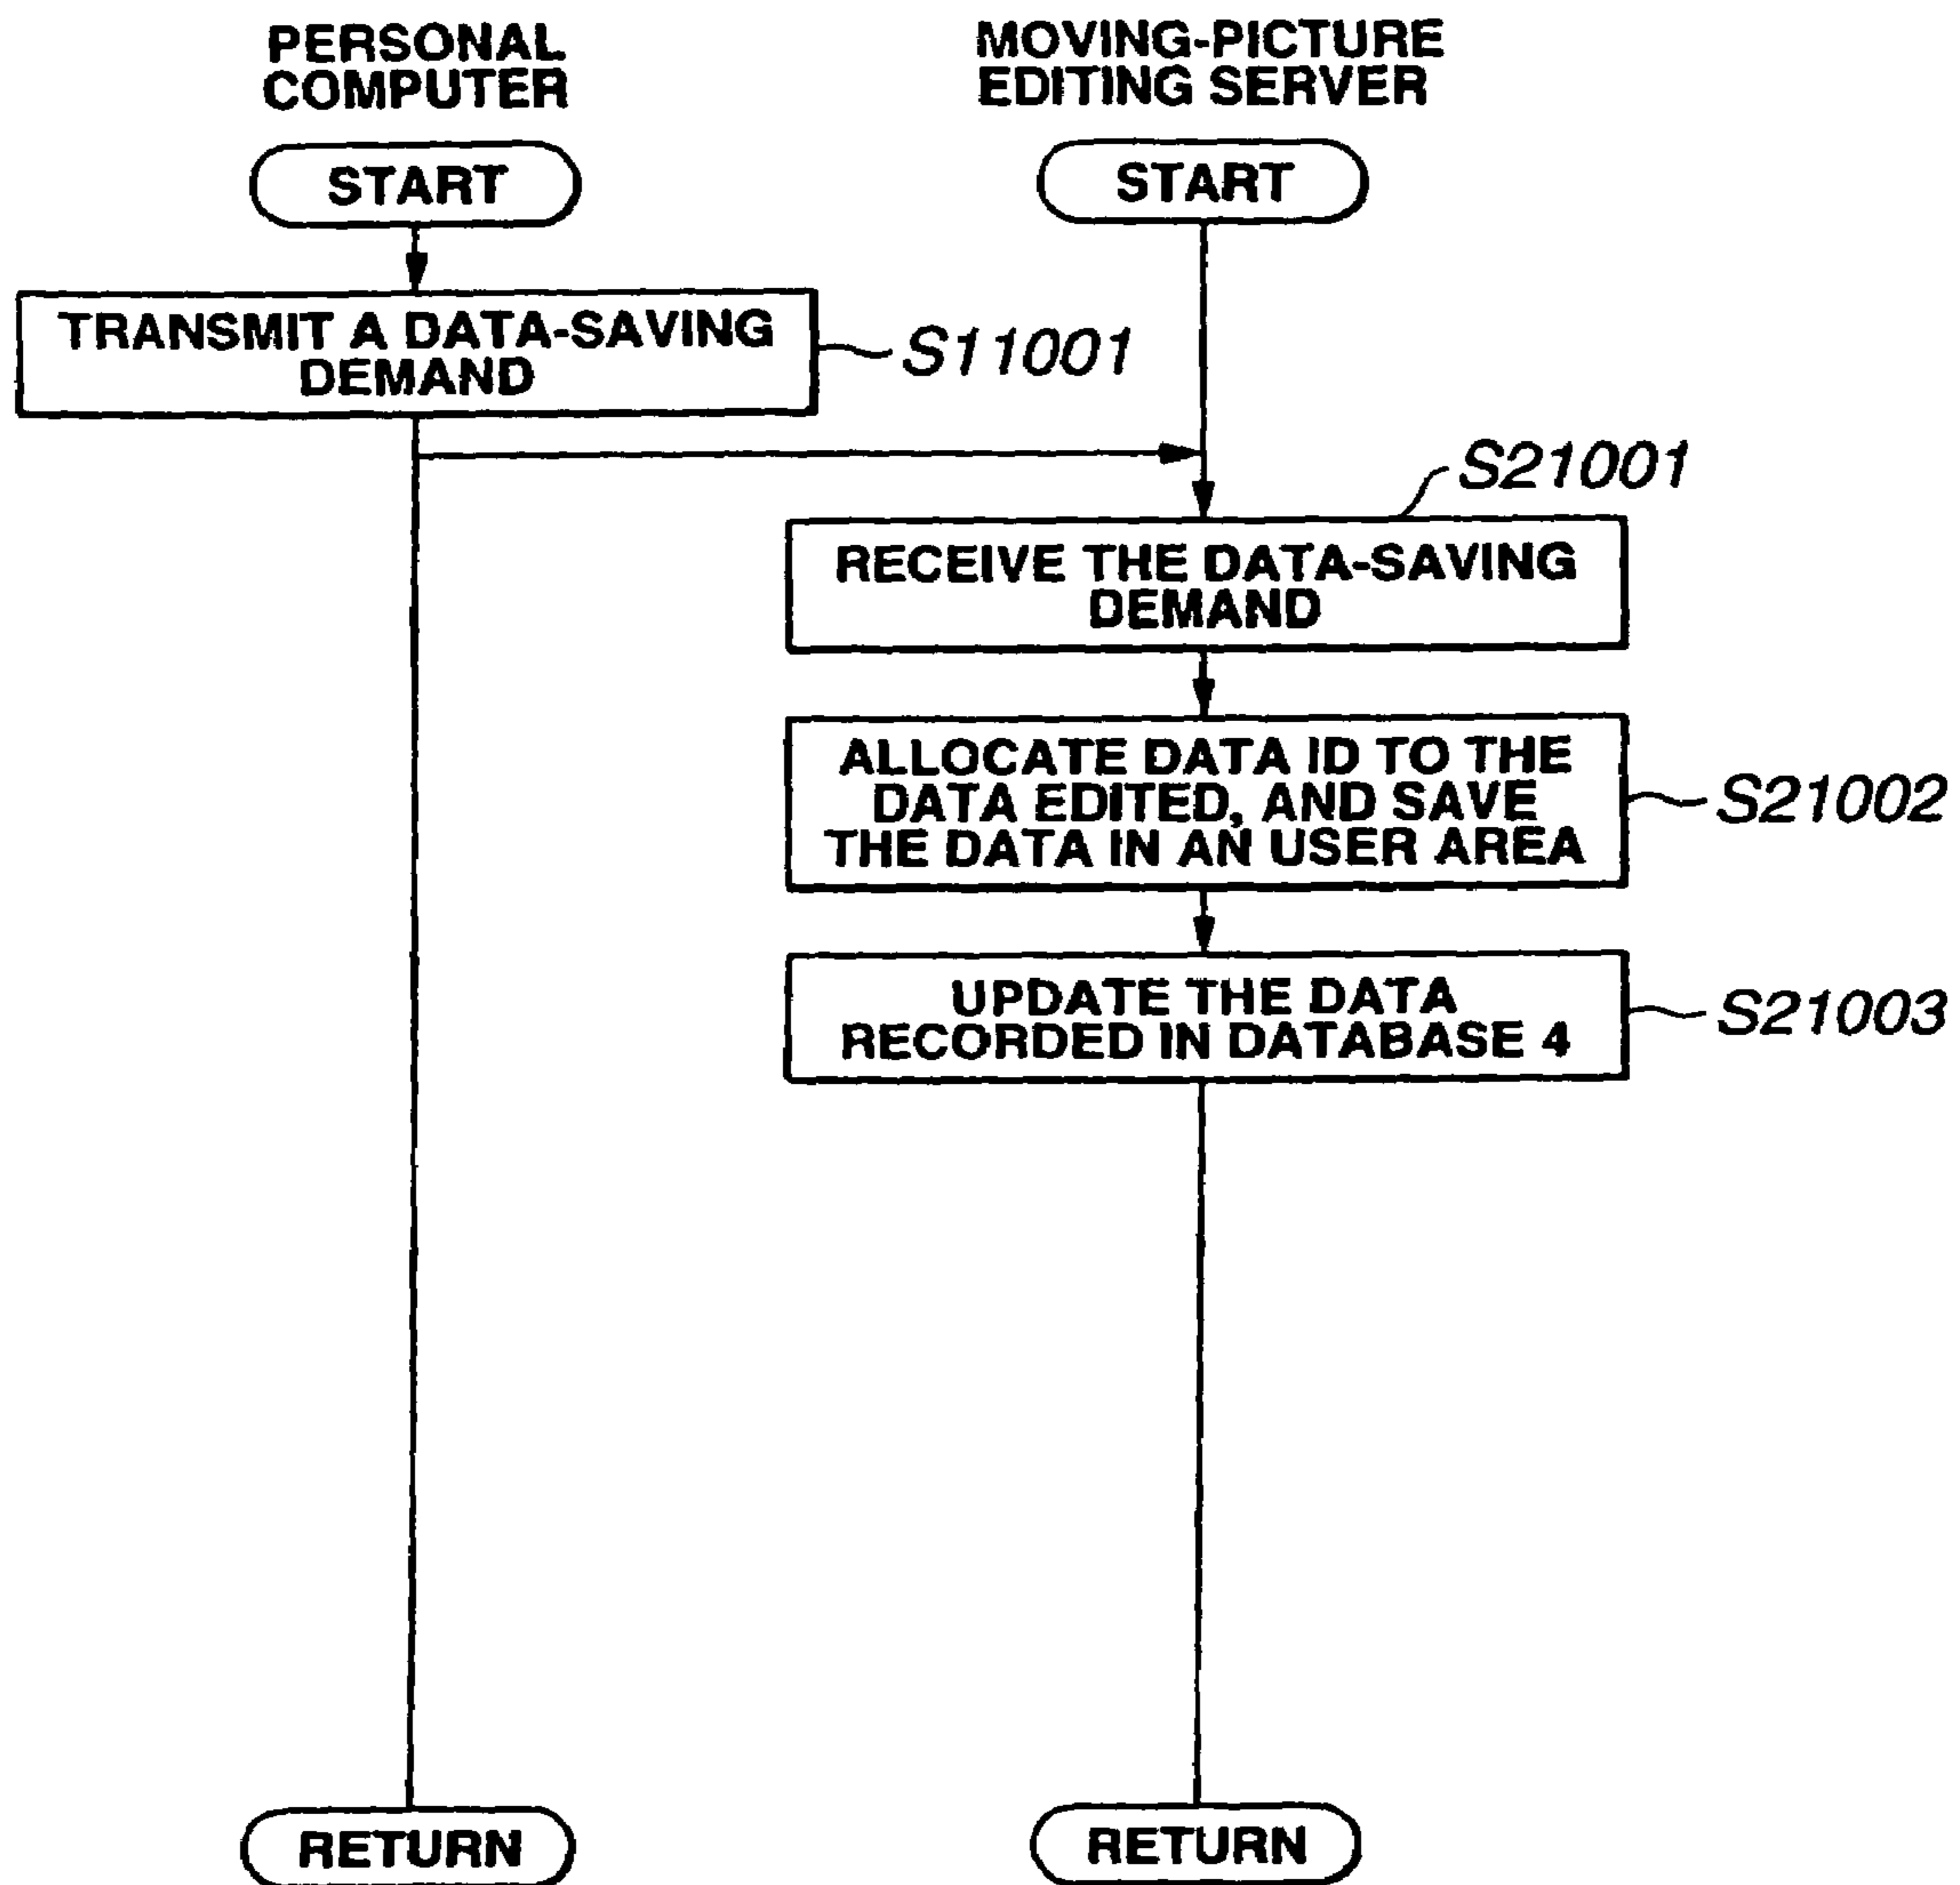 PERSONAL
COMPUTER
MOVING-PICTURE
EDITING SERVER
START
START
TRANSMIT A DATA-SAVING
DEMAND
S11001
S21001
RECEIVE THE DATA-SAVING
DEMAND
ALLOCATE DATA ID TO THE
DATA EDITED, AND SAVE
THE DATA IN AN USER AREA
S21002
UPDATE THE DATA
RECORDED IN DATABASE 4
S21003
RETURN
RETURN